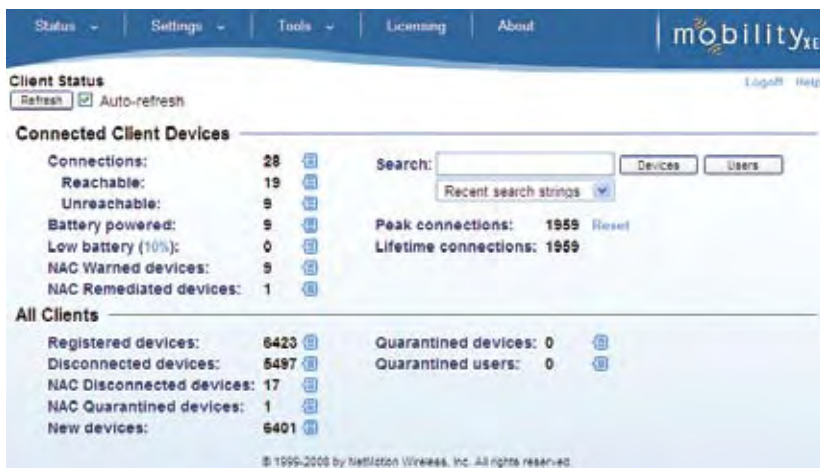 Status Settings Tools Licensing About
mobilityXE
Client Status
Logoff Help
Refresh Auto-refresh
Connected Client Devices
Connections: 28
Reachable: 19
Unreachable: 9
Battery powered: 9
Low battery (10%): 0
NAC Warned devices: 9
NAC Remediated devices: 1
Search: Devices Users
Recent search strings
Peak connections: 1959 Reset
Lifetime connections: 1959
All Clients
Registered devices: 6423
Disconnected devices: 5497
NAC Disconnected devices: 17
NAC Quarantined devices: 1
New devices: 6401
Quarantined devices: 0
Quarantined users: 0
© 1999-2008 by NetMotion Wireless, Inc. All rights reserved